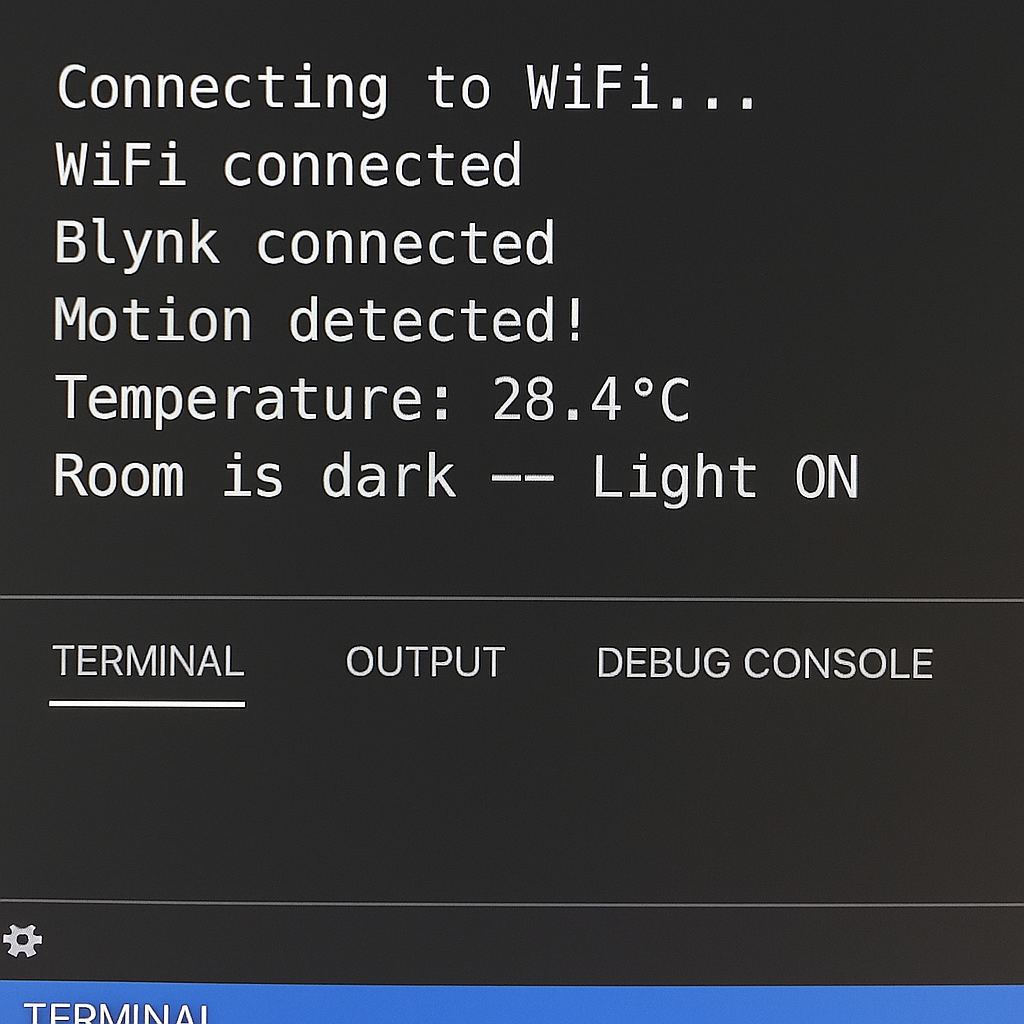 Connecting to WiFi...
WiFi connected
Blynk connected
Motion detected!
Temperature: 28.4°C
Room is dark —— Light ON
TERMINAL OUTPUT DEBUG CONSOLE
TERMINAL